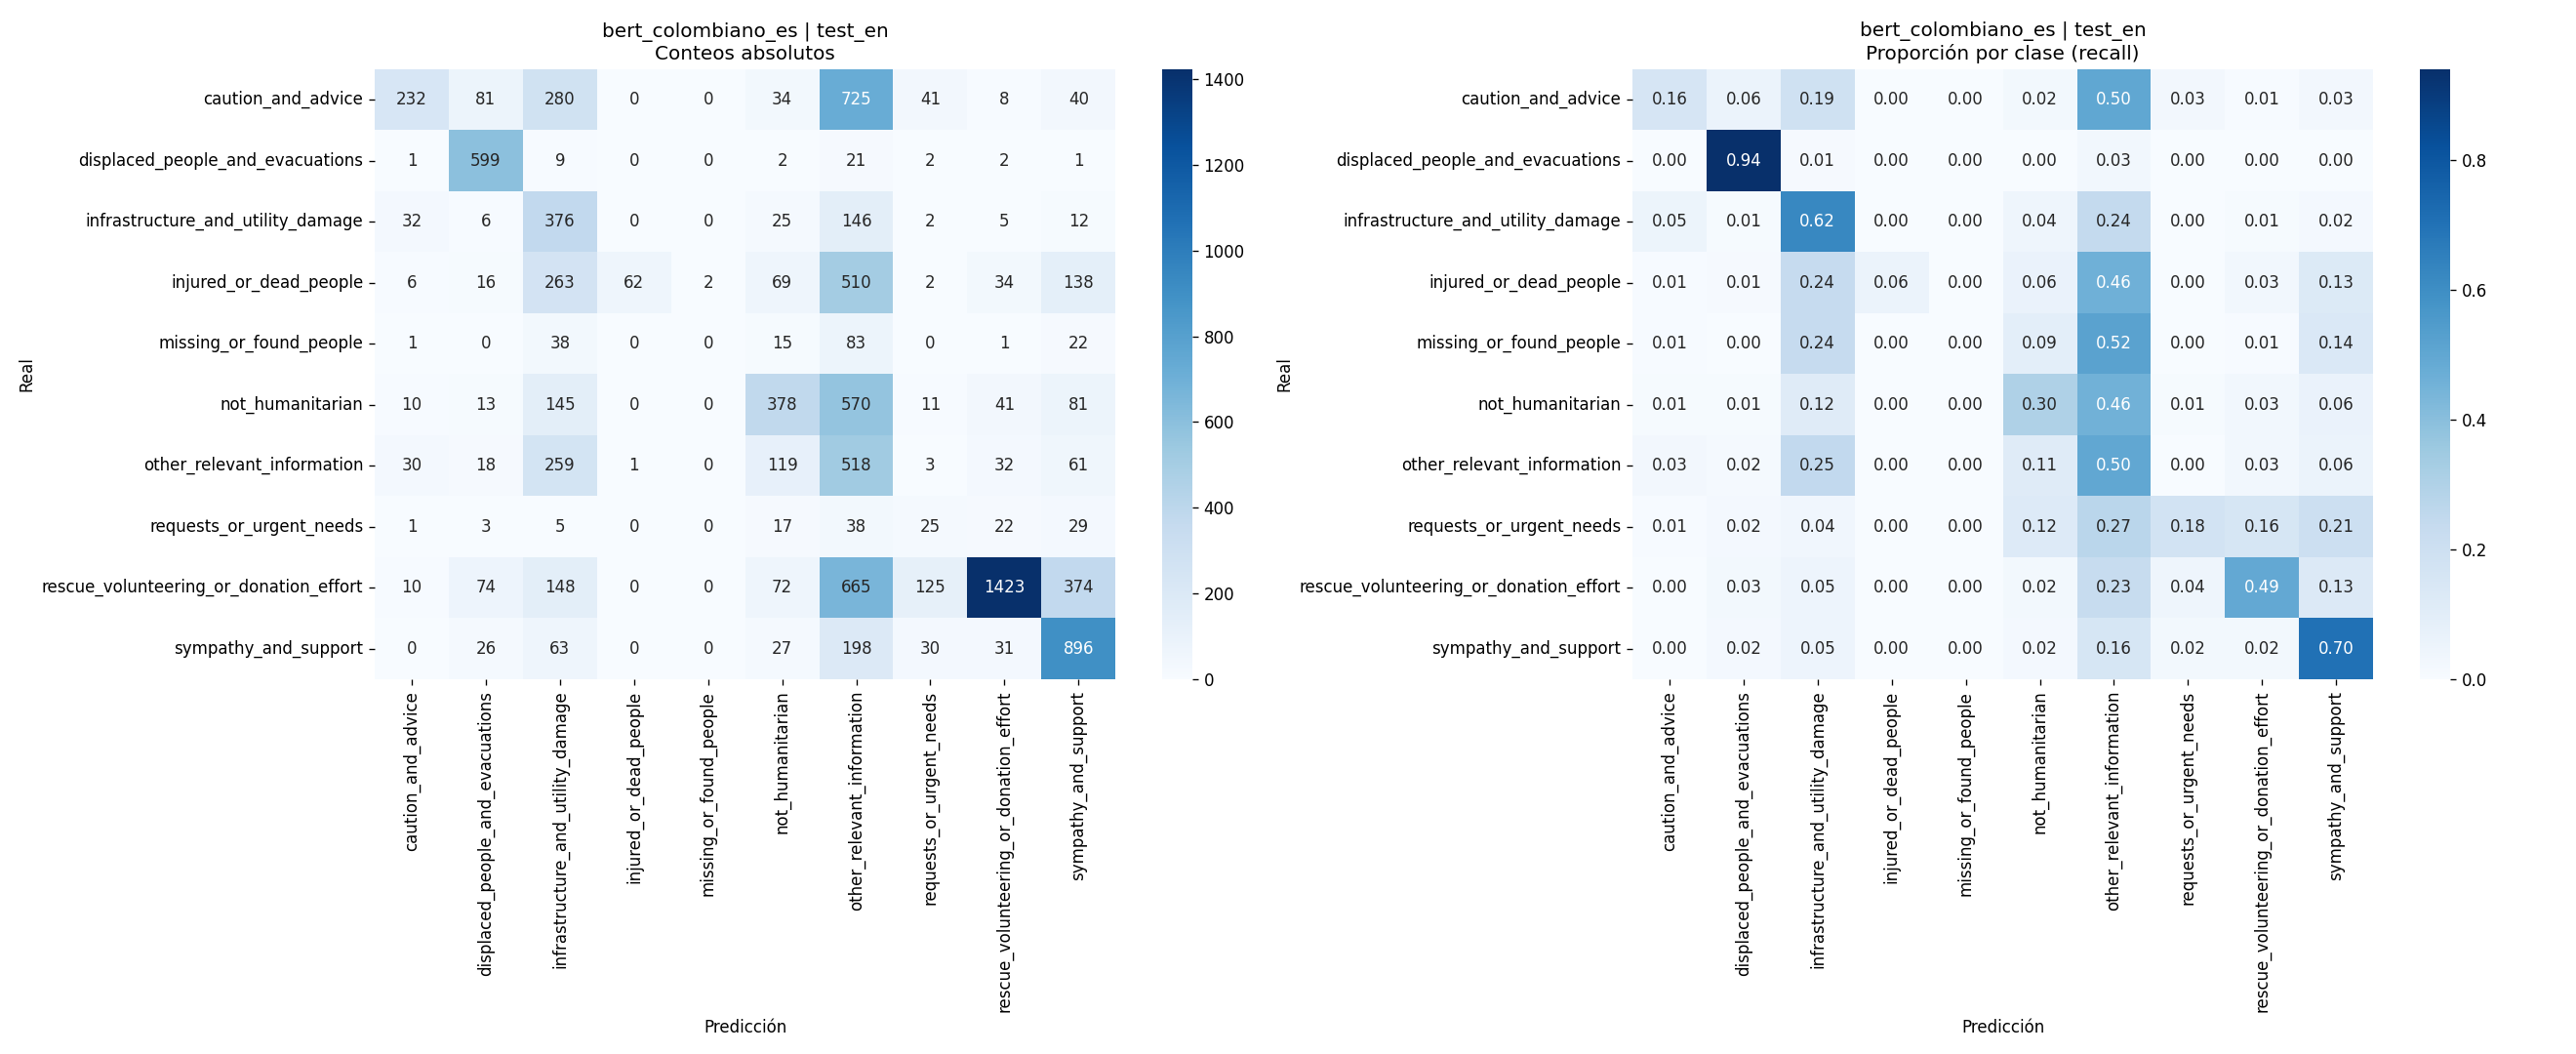 bert_colombiano_es | test_en
Conteos absolutos
Real
caution_and_advice 232 81 280 0 0 34 725 41 8 40
displaced_people_and_evacuations 1 599 9 0 0 2 21 2 2 1
infrastructure_and_utility_damage 32 6 376 0 0 25 146 2 5 12
injured_or_dead_people 6 16 263 62 2 69 510 2 34 138
missing_or_found_people 1 0 38 0 0 15 83 0 1 22
not_humanitarian 10 13 145 0 0 378 570 11 41 81
other_relevant_information 30 18 259 1 0 119 518 3 32 61
requests_or_urgent_needs 1 3 5 0 0 17 38 25 22 29
rescue_volunteering_or_donation_effort 10 74 148 0 0 72 665 125 1423 374
sympathy_and_support 0 26 63 0 0 27 198 30 31 896
caution_and_advice
displaced_people_and_evacuations
infrastructure_and_utility_damage
injured_or_dead_people
missing_or_found_people
not_humanitarian
other_relevant_information
requests_or_urgent_needs
rescue_volunteering_or_donation_effort
sympathy_and_support
Predicción
1400
1200
1000
800
600
400
200
0
bert_colombiano_es | test_en
Proporción por clase (recall)
Real
caution_and_advice 0.16 0.06 0.19 0.00 0.00 0.02 0.50 0.03 0.01 0.03
displaced_people_and_evacuations 0.00 0.94 0.01 0.00 0.00 0.00 0.03 0.00 0.00 0.00
infrastructure_and_utility_damage 0.05 0.01 0.62 0.00 0.00 0.04 0.24 0.00 0.01 0.02
injured_or_dead_people 0.01 0.01 0.24 0.06 0.00 0.06 0.46 0.00 0.03 0.13
missing_or_found_people 0.01 0.00 0.24 0.00 0.00 0.09 0.52 0.00 0.01 0.14
not_humanitarian 0.01 0.01 0.12 0.00 0.00 0.30 0.46 0.01 0.03 0.06
other_relevant_information 0.03 0.02 0.25 0.00 0.00 0.11 0.50 0.00 0.03 0.06
requests_or_urgent_needs 0.01 0.02 0.04 0.00 0.00 0.12 0.27 0.18 0.16 0.21
rescue_volunteering_or_donation_effort 0.00 0.03 0.05 0.00 0.00 0.02 0.23 0.04 0.49 0.13
sympathy_and_support 0.00 0.02 0.05 0.00 0.00 0.02 0.16 0.02 0.02 0.70
caution_and_advice
displaced_people_and_evacuations
infrastructure_and_utility_damage
injured_or_dead_people
missing_or_found_people
not_humanitarian
other_relevant_information
requests_or_urgent_needs
rescue_volunteering_or_donation_effort
sympathy_and_support
Predicción
0.8
0.6
0.4
0.2
0.0